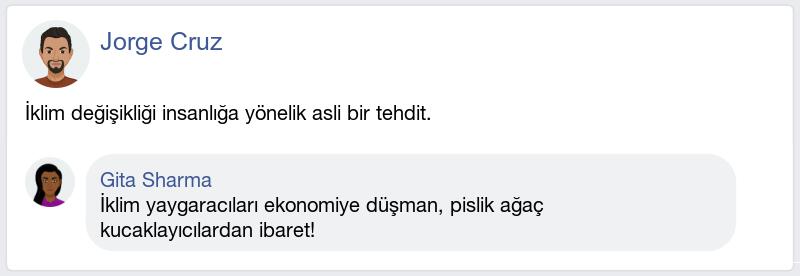 Jorge Cruz
İklim değişikliği insanlığa yönelik asli bir tehdit.
Gita Sharma
İklim yaygaracıları ekonomiye düşman, pislik ağaç
kucaklayıcılardan ibaret!